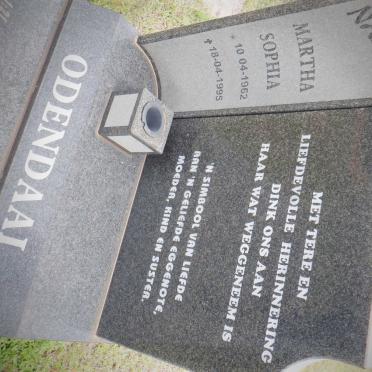 MARTHA
SOPHIA
* 10 04-1962
✝ 18-04-1995
MET TERE EN
LIEFDEVOLLE HERINNERING
DINK ONS AAN
HAAR WAT WEGGENEEM IS
'N SIMBOOL VAN LIEFDE
AAN 'N GELIEFDE EGGENOTE,
MOEDER, KIND EN SUSTER.
ODENDAAL